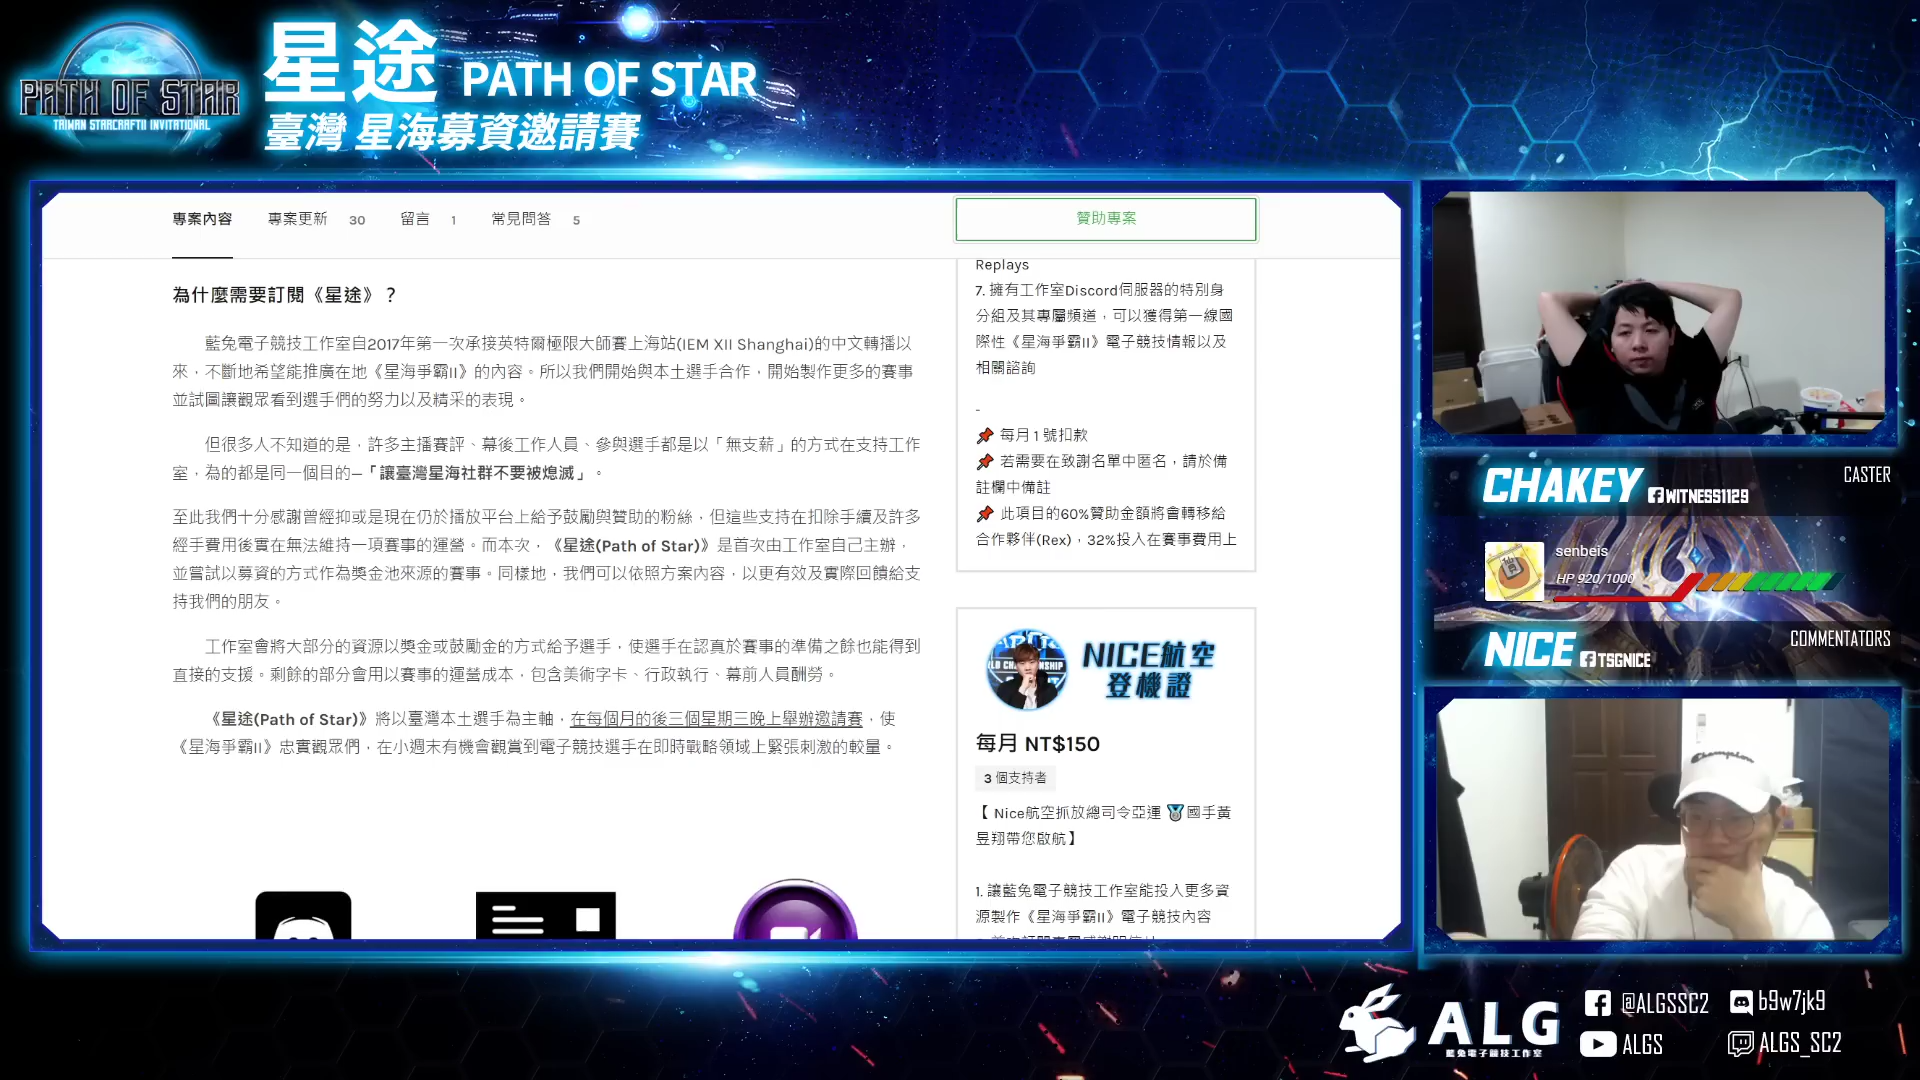 PATH OF STAR
TAIWAN STARCRAFTII INVITATIONAL
星途 PATH OF STAR
臺灣 星海募資邀請賽
專案內容 專案更新 30 留言 1 常見問答 5
贊助專案
為什麼需要訂閱《星途》？
藍兔電子競技工作室自2017年第一次承接英特爾極限大師賽上海站(IEM XII Shanghai)的中文轉播以
來，不斷地希望能推廣在地《星海爭霸II》的內容。所以我們開始與本土選手合作，開始製作更多的賽事
並試圖讓觀眾看到選手們的努力以及精采的表現。
但很多人不知道的是，許多主播賽評、幕後工作人員、參與選手都是以「無支薪」的方式在支持工作
室，為的都是同一個目的—「讓臺灣星海社群不要被熄滅」。
至此我們十分感謝曾經抑或是現在仍於播放平台上給予鼓勵與贊助的粉絲，但這些支持在扣除手續及許多
經手費用後實在無法維持一項賽事的運營。而本次，《星途(Path of Star)》是首次由工作室自己主辦，
並嘗試以募資的方式作為獎金池來源的賽事。同樣地，我們可以依照方案內容，以更有效及實際回饋給支
持我們的朋友。
工作室會將大部分的資源以獎金或鼓勵金的方式給予選手，使選手在認真於賽事的準備之餘也能得到
直接的支援。剩餘的部分會用以賽事的運營成本，包含美術字卡、行政執行、幕前人員酬勞。
《星途(Path of Star)》將以臺灣本土選手為主軸，在每個月的後三個星期三晚上舉辦邀請賽，使
《星海爭霸II》忠實觀眾們，在小週末有機會觀賞到電子競技選手在即時戰略領域上緊張刺激的較量。
Replays
7. 擁有工作室Discord伺服器的特別身
分組及其專屬頻道，可以獲得第一線國
際性《星海爭霸II》電子競技情報以及
相關諮詢
-
📌 每月 1 號扣款
📌 若需要在致謝名單中匿名，請於備
註欄中備註
📌 此項目的60%贊助金額將會轉移給
合作夥伴(Rex)，32%投入在賽事費用上
NICE航空
登機證
每月 NT$150
3 個支持者
【 Nice航空抓放總司令亞運 🥈國手黃
昱翔帶您啟航】
1. 讓藍兔電子競技工作室能投入更多資
源製作《星海爭霸II》電子競技內容
CHAKEY WITNESS1129 CASTER
senbeis
HP 920/1000
NICE TSGNICE COMMENTATORS
Champion
ALG
藍兔電子競技工作室
@ALGSSC2 b9w7jk9
ALGS ALGS_SC2